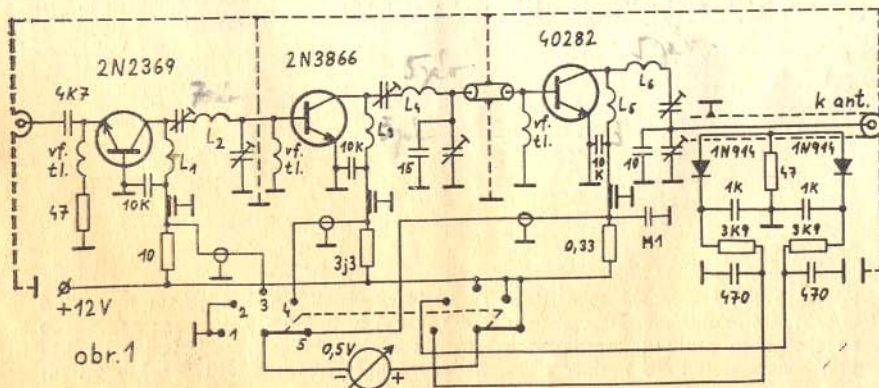 2N2369
2N3866
40282
4K7
L2
L4
L6
k ant.
vf.
tl.
L1
10K
vf.
tl.
L3
10K
15
vf.
tl.
L5
10
K
10
1N914
1N914
47
1K
1K
3K9
3K9
470
470
47
10
3j3
0,33
M1
+12V
3
2
1
4
5
0,5V
- +
obr.1